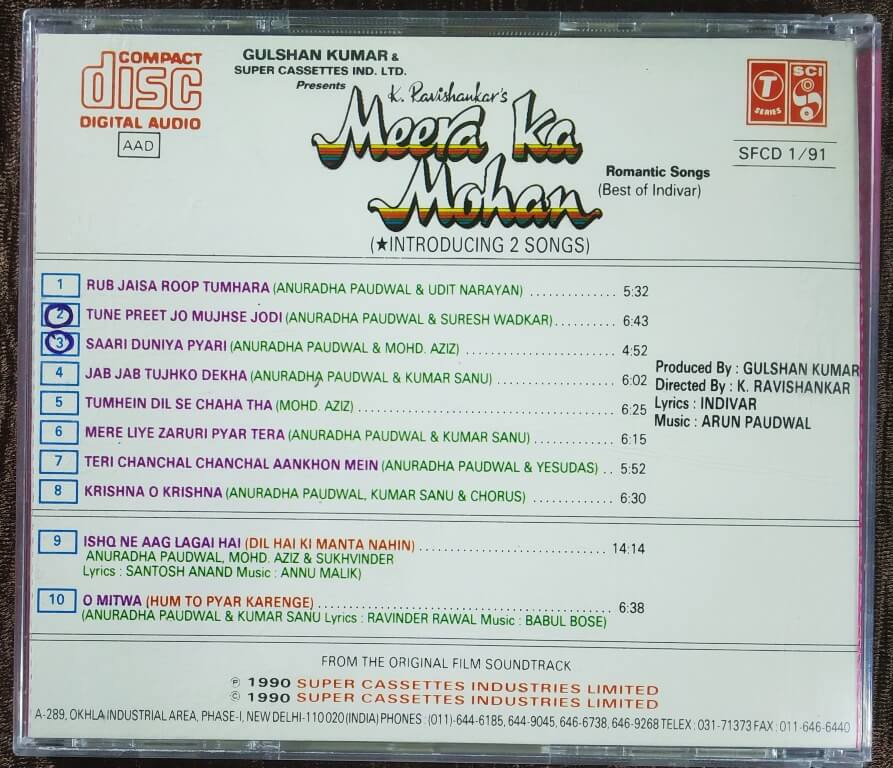 COMPACT
disc
DIGITAL AUDIO
AAD
GULSHAN KUMAR &
SUPER CASSETTES IND. LTD.
Presents
K. Ravishankar's
Meera Ka
Mohan
(★INTRODUCING 2 SONGS)
Romantic Songs
(Best of Indivar)
T
SERIES
SCI
SFCD 1/91
1 RUB JAISA ROOP TUMHARA (ANURADHA PAUDWAL & UDIT NARAYAN) .............. 5:32
2 TUNE PREET JO MUJHSE JODI (ANURADHA PAUDWAL & SURESH WADKAR).......... 6:43
3 SAARI DUNIYA PYARI (ANURADHA PAUDWAL & MOHD. AZIZ) ...................... 4:52
4 JAB JAB TUJHKO DEKHA (ANURADHA PAUDWAL & KUMAR SANU) ................. 6:02
5 TUMHEIN DIL SE CHAHA THA (MOHD. AZIZ) ................................... 6:25
6 MERE LIYE ZARURI PYAR TERA (ANURADHA PAUDWAL & KUMAR SANU) ............ 6:15
7 TERI CHANCHAL CHANCHAL AANKHON MEIN (ANURADHA PAUDWAL & YESUDAS) .. 5:52
8 KRISHNA O KRISHNA (ANURADHA PAUDWAL, KUMAR SANU & CHORUS) ............. 6:30
Produced By : GULSHAN KUMAR
Directed By : K. RAVISHANKAR
Lyrics : INDIVAR
Music : ARUN PAUDWAL
9 ISHQ NE AAG LAGAI HAI (DIL HAI KI MANTA NAHIN) ............................ 14:14
ANURADHA PAUDWAL, MOHD. AZIZ & SUKHVINDER
Lyrics : SANTOSH ANAND Music : ANNU MALIK)
10 O MITWA (HUM TO PYAR KARENGE) .......................................... 6:38
(ANURADHA PAUDWAL & KUMAR SANU Lyrics : RAVINDER RAWAL Music : BABUL BOSE)
FROM THE ORIGINAL FILM SOUNDTRACK
℗ 1990 SUPER CASSETTES INDUSTRIES LIMITED
© 1990 SUPER CASSETTES INDUSTRIES LIMITED
A-289, OKHLA INDUSTRIAL AREA, PHASE-I, NEW DELHI-110 020 (INDIA) PHONES : (011)-644-6185, 644-9045, 646-6738, 646-9268 TELEX : 031-71373 FAX : 011-646-6440